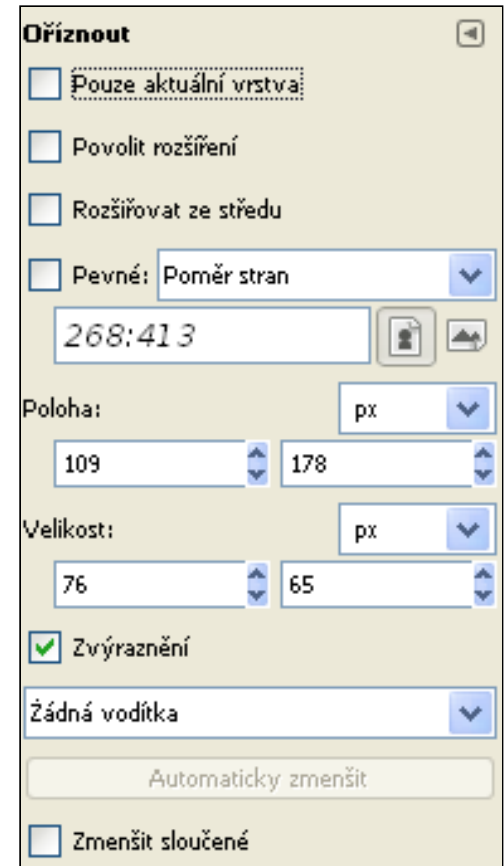 Oříznout
Pouze aktuální vrstva
Povolit rozšíření
Rozšiřovat ze středu
Pevné: Poměr stran
268:413
Poloha: px
109 178
Velikost: px
76 65
Zvýraznění
Žádná vodítka
Automaticky zmenšit
Zmenšit sloučené